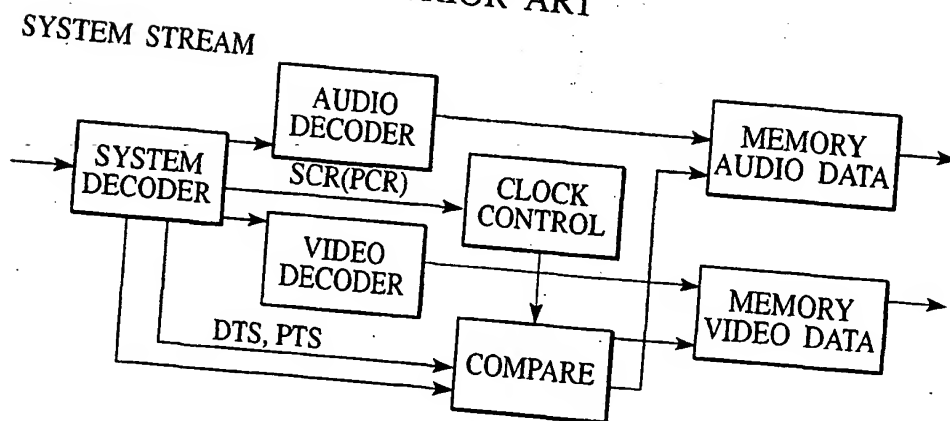 ART
SYSTEM STREAM
AUDIO
DECODER
MEMORY
AUDIO DATA
SYSTEM
DECODER
SCR(PCR)
CLOCK
CONTROL
VIDEO
DECODER
MEMORY
VIDEO DATA
DTS, PTS
COMPARE